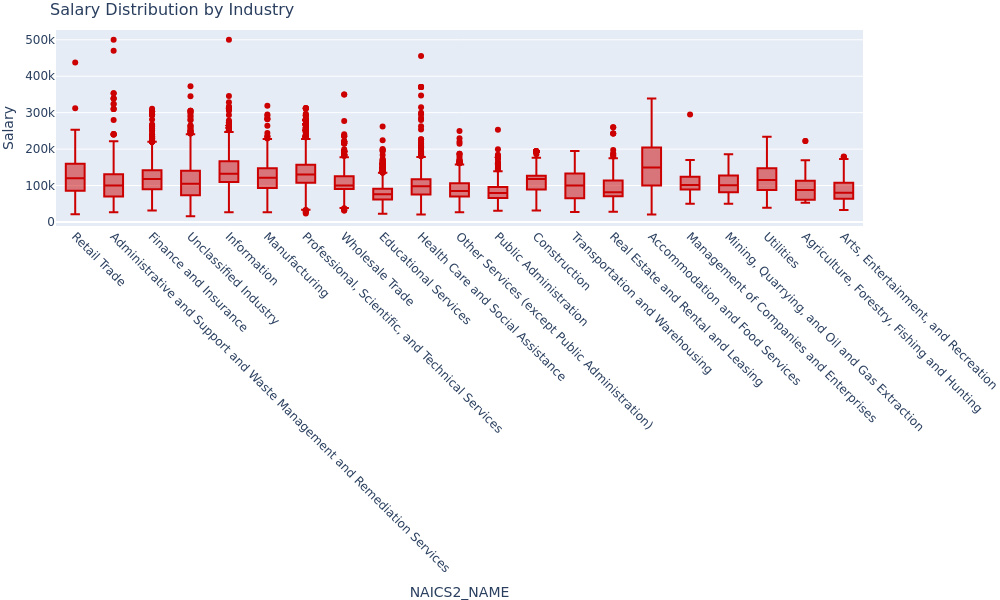 Salary Distribution by Industry
Salary
500k
400k
300k
200k
100k
0
Retail Trade
Administrative and Support and Waste Management and Remediation Services
Finance and Insurance
Unclassified Industry
Information
Manufacturing
Professional, Scientific, and Technical Services
Wholesale Trade
Educational Services
Health Care and Social Assistance
Other Services (except Public Administration)
Public Administration
Construction
Transportation and Warehousing
Real Estate and Rental and Leasing
Accommodation and Food Services
Management of Companies and Enterprises
Mining, Quarrying, and Oil and Gas Extraction
Utilities
Agriculture, Forestry, Fishing and Hunting
Arts, Entertainment, and Recreation
NAICS2_NAME